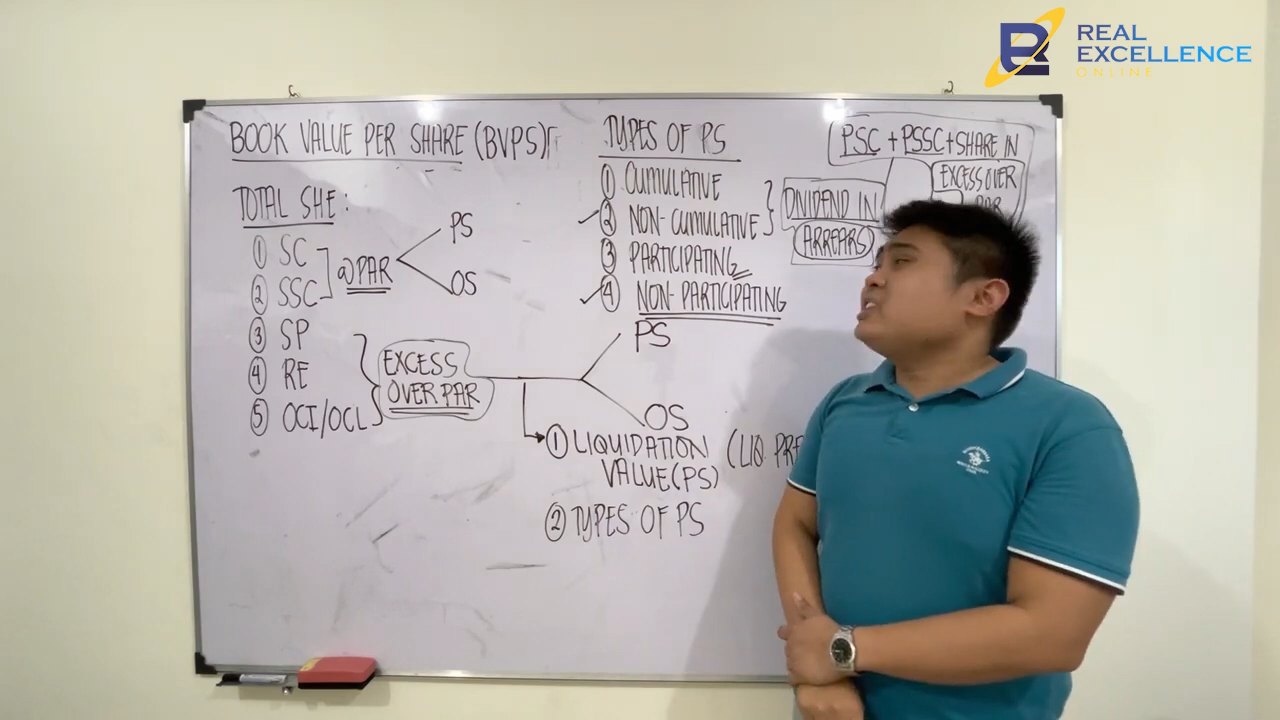 REAL
EXCELLENCE
ONLINE
BOOK VALUE PER SHARE (BVPS)
TOTAL SHE:
① SC
② SSC
@PAR
PS
OS
③ SP
④ RE
⑤ OCI/OCL
EXCESS
OVER PAR
PS
OS
① LIQUIDATION (LIQ PRE
VALUE(PS)
② TYPES OF PS
TYPES OF PS
① CUMULATIVE
② NON-CUMULATIVE
③ PARTICIPATING
④ NON-PARTICIPATING
DIVIDEND IN
ARREARS
PSC + PSSC + SHARE IN
EXCESS OVER
PAR